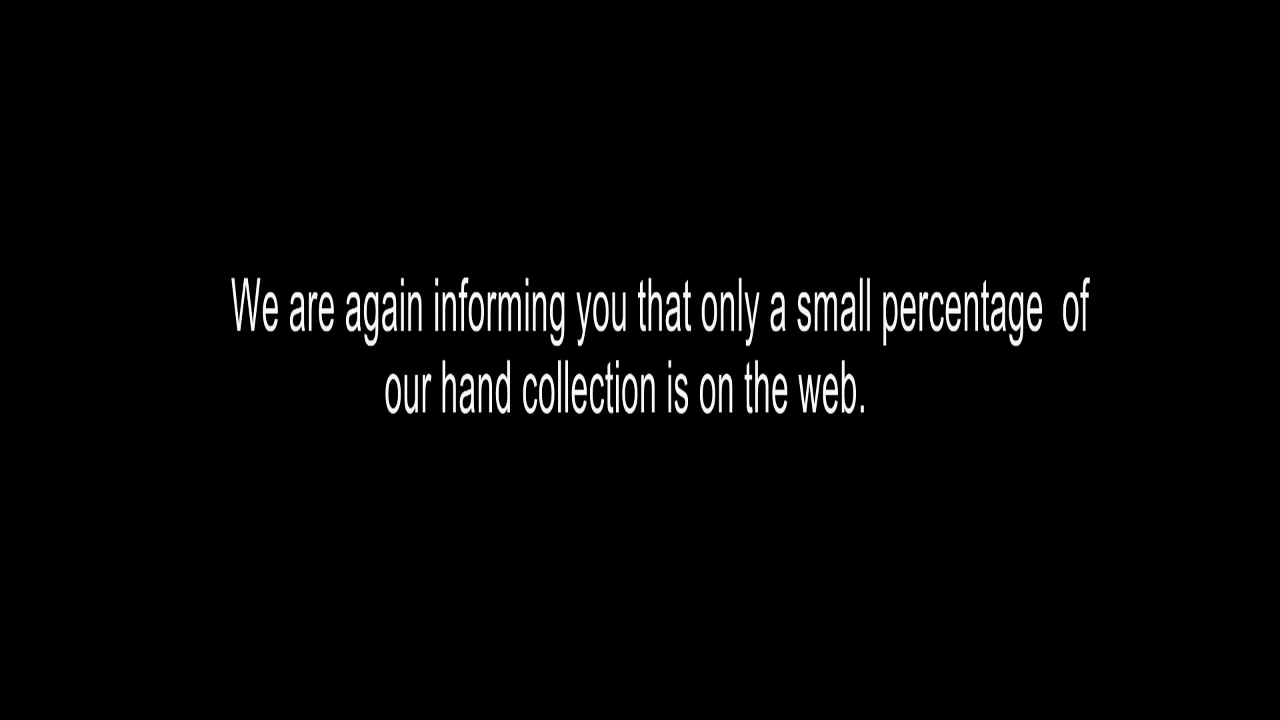 We are again informing you that only a small percentage  of
our hand collection is on the web.